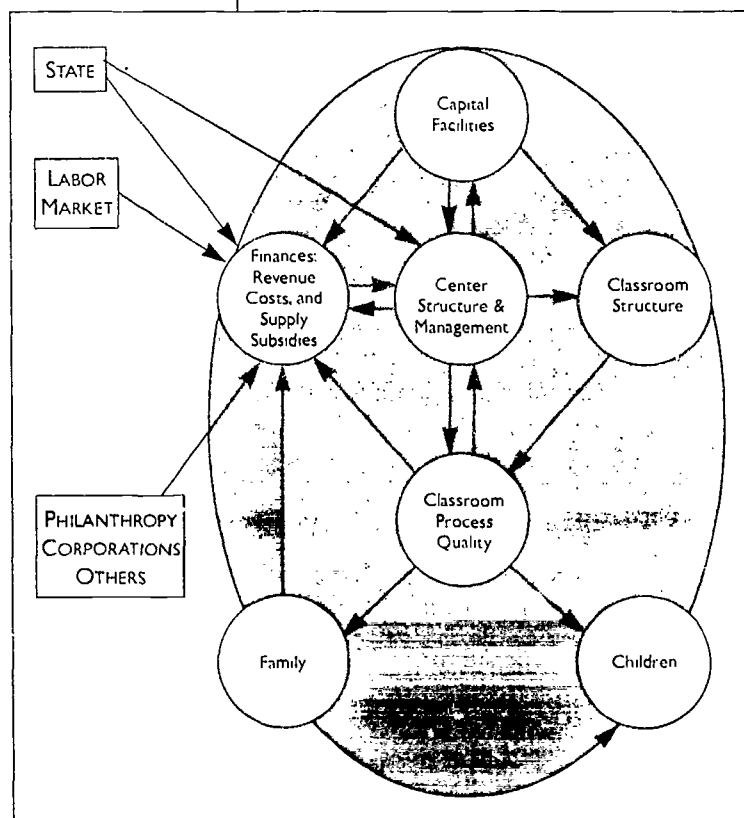 STATE
LABOR
MARKET
PHILANTHROPY
CORPORATIONS
OTHERS
Capital
Facilities
Finances:
Revenue
Costs, and
Supply
Subsidies
Center
Structure &
Management
Classroom
Structure
Classroom
Process
Quality
Family
Children